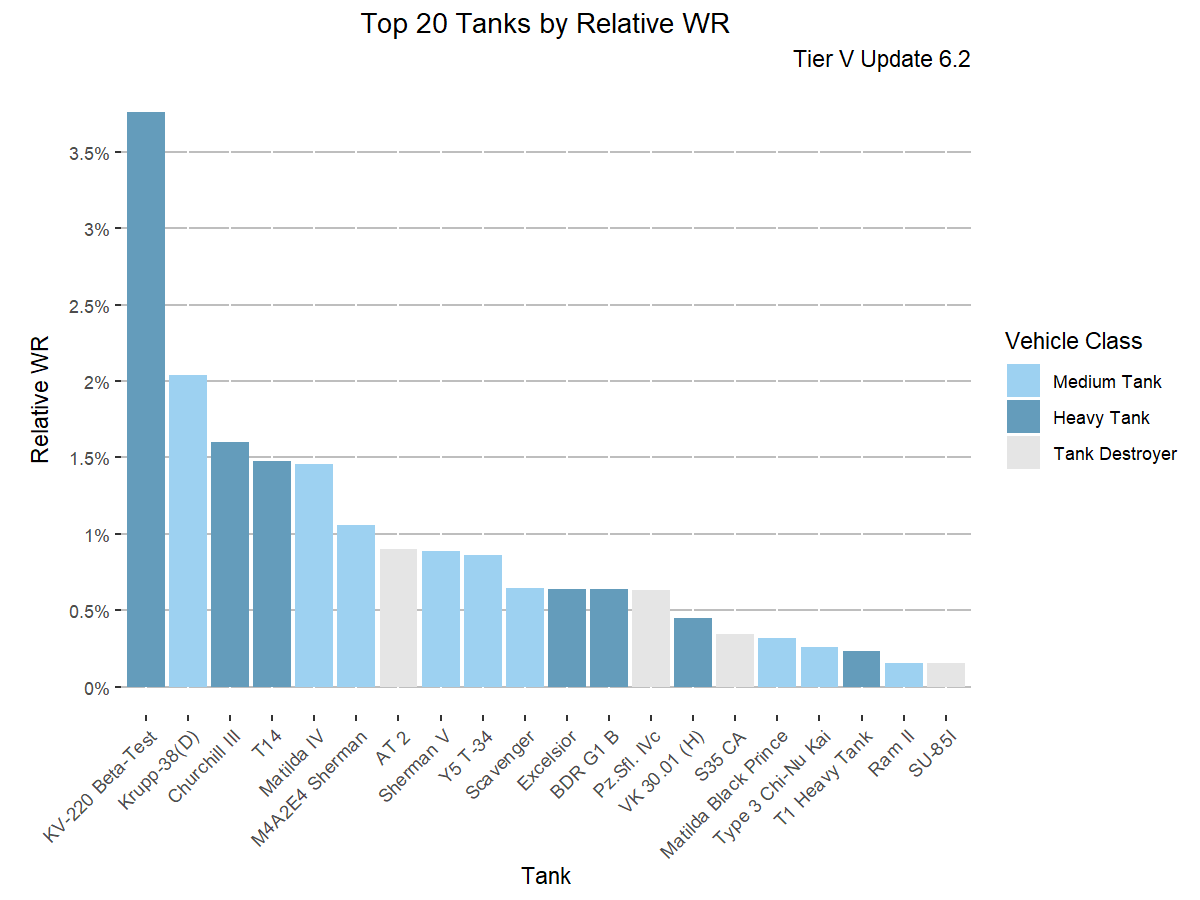 Top 20 Tanks by Relative WR
Tier V Update 6.2
Relative WR
3.5%
3%
2.5%
2%
1.5%
1%
0.5%
0%
KV-220 Beta-Test
Krupp-38(D)
Churchill III
T14
Matilda IV
M4A2E4 Sherman
AT 2
Sherman V
Y5 T-34
Scavenger
Excelsior
BDR G1 B
Pz.Sfl. IVc
VK 30.01 (H)
S35 CA
Matilda Black Prince
Type 3 Chi-Nu Kai
T1 Heavy Tank
Ram II
SU-85I
Tank
Vehicle Class
Medium Tank
Heavy Tank
Tank Destroyer